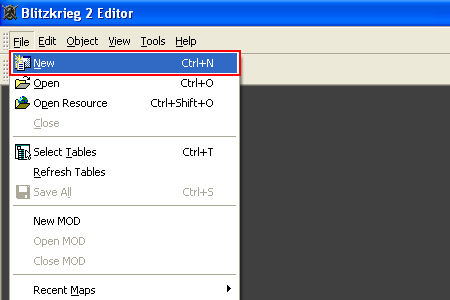 Blitzkrieg 2 Editor
File Edit Object View Tools Help
New Ctrl+N
Open Ctrl+O
Open Resource Ctrl+Shift+O
Close
Select Tables Ctrl+T
Refresh Tables
Save All Ctrl+S
New MOD
Open MOD
Close MOD
Recent Maps